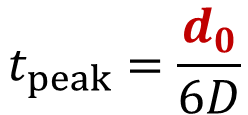 t_peak = d_0 / 6D